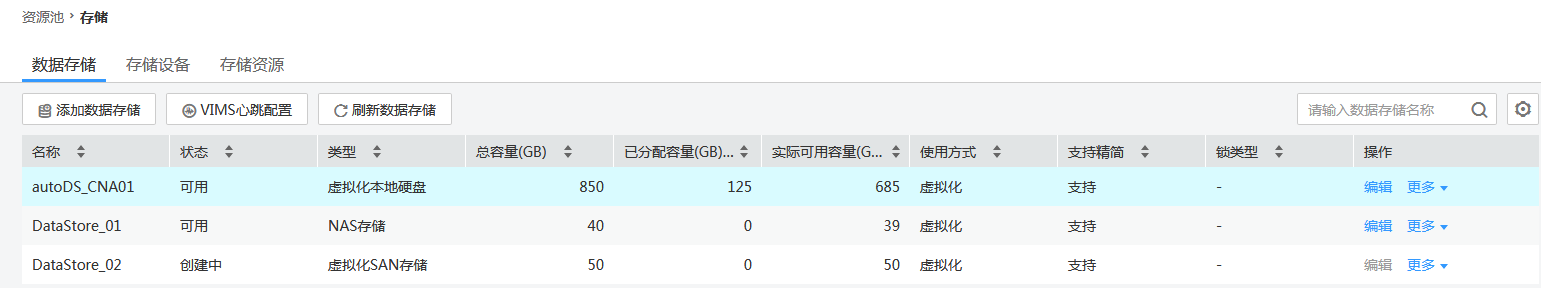 资源池 › 存储
数据存储 存储设备 存储资源
添加数据存储 VIMS心跳配置 刷新数据存储 请输入数据存储名称
名称 状态 类型 总容量(GB) 已分配容量(GB)... 实际可用容量(G... 使用方式 支持精简 锁类型 操作
autoDS_CNA01 可用 虚拟化本地硬盘 850 125 685 虚拟化 支持 - 编辑 更多
DataStore_01 可用 NAS存储 40 0 39 虚拟化 支持 - 编辑 更多
DataStore_02 创建中 虚拟化SAN存储 50 0 50 虚拟化 支持 - 编辑 更多